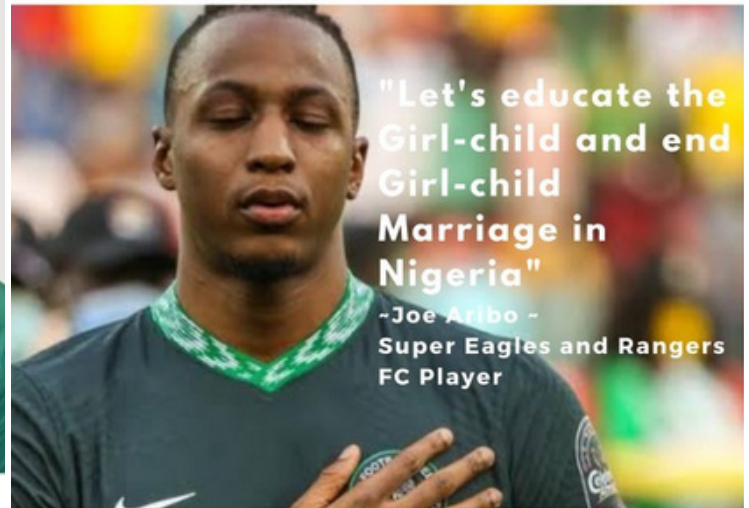 "Let's educate the
Girl-child and end
Girl-child
Marriage in
Nigeria"
~Joe Aribo ~
Super Eagles and Rangers
FC Player